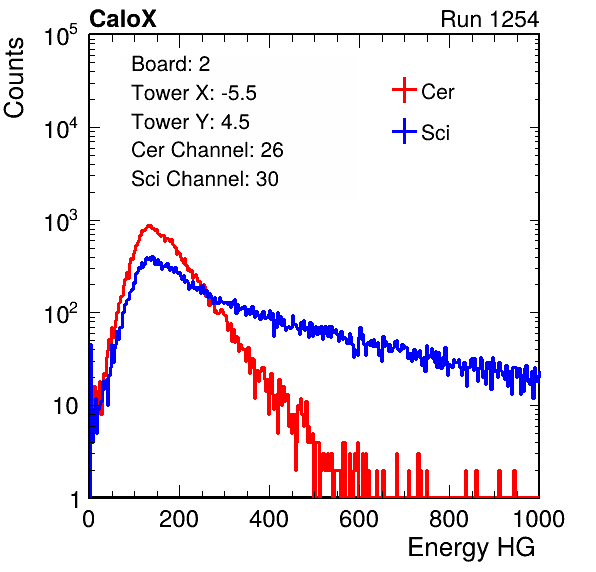 CaloX Run 1254
Counts
10^5
10^4
10^3
10^2
10
1
Board: 2
Tower X: -5.5
Tower Y: 4.5
Cer Channel: 26
Sci Channel: 30
Cer
Sci
0 200 400 600 800 1000
Energy HG